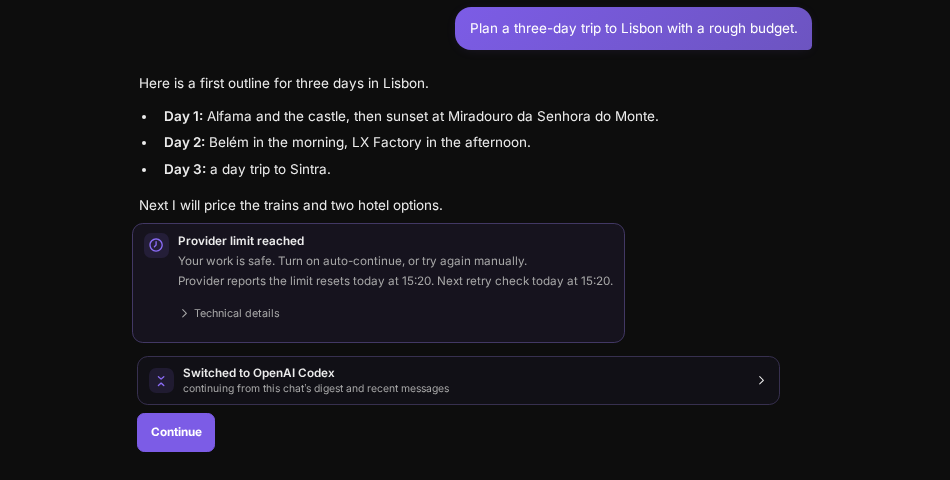 Plan a three-day trip to Lisbon with a rough budget.
Here is a first outline for three days in Lisbon.
• Day 1: Alfama and the castle, then sunset at Miradouro da Senhora do Monte.
• Day 2: Belém in the morning, LX Factory in the afternoon.
• Day 3: a day trip to Sintra.
Next I will price the trains and two hotel options.
Provider limit reached
Your work is safe. Turn on auto-continue, or try again manually.
Provider reports the limit resets today at 15:20. Next retry check today at 15:20.
Technical details
Switched to OpenAI Codex
continuing from this chat's digest and recent messages
Continue